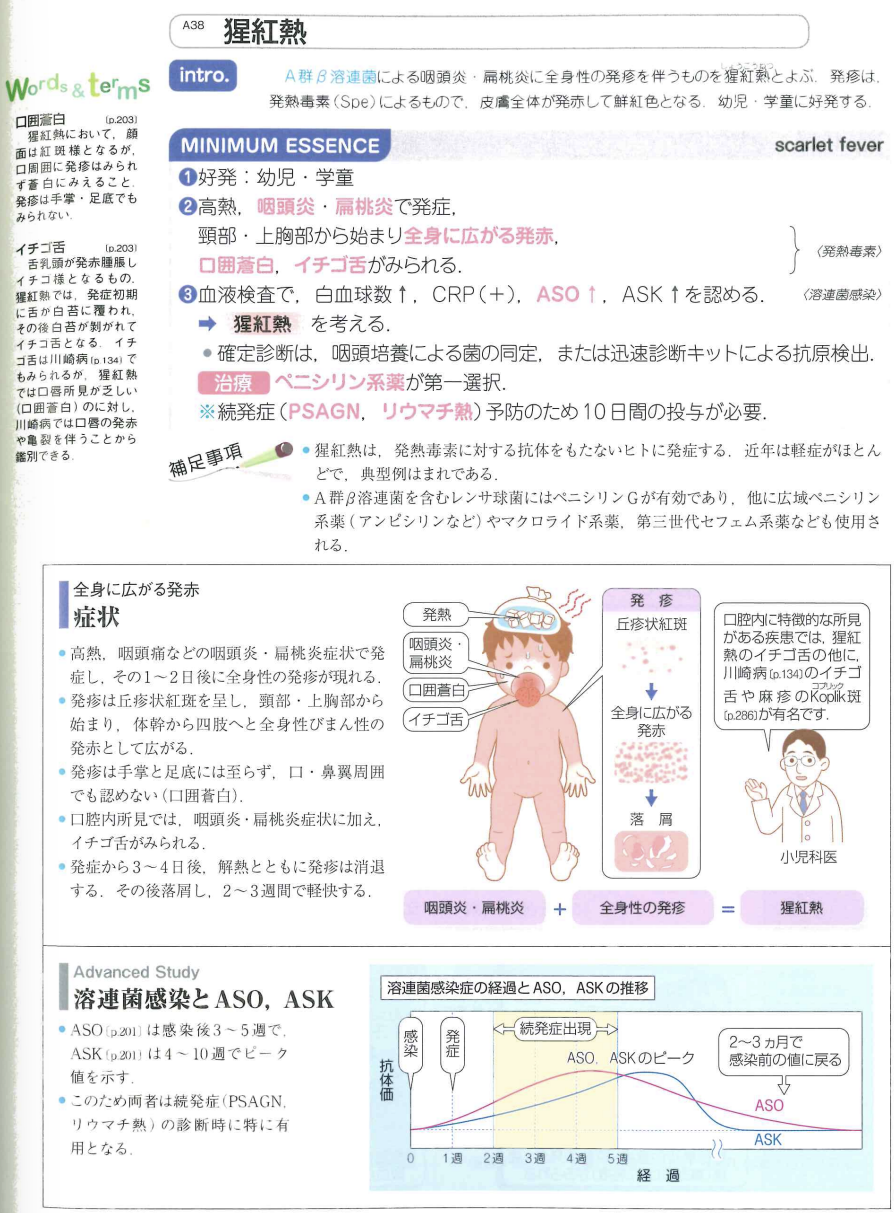 A38 猩紅熱
intro.
しょうこうねつ
A群β溶連菌による咽頭炎・扁桃炎に全身性の発疹を伴うものを猩紅熱とよぶ．発疹は，
発熱毒素(Spe)によるもので，皮膚全体が発赤して鮮紅色となる．幼児・学童に好発する．
Words & terms
口囲蒼白 (p.203)
猩紅熱において，顔
面は紅斑様となるが，
口周囲に発疹はみられ
ず蒼白にみえること．
発疹は手掌・足底でも
みられない．
イチゴ舌 (p.203)
舌乳頭が発赤腫脹し
イチゴ様となるもの．
猩紅熱では，発症初期
に舌が白苔に覆われ，
その後白苔が剝がれて
イチゴ舌となる．イチ
ゴ舌は川崎病(p.134)で
もみられるが，猩紅熱
では口唇所見が乏しい
(口囲蒼白)のに対し，
川崎病では口唇の発赤
や亀裂を伴うことから
鑑別できる．
MINIMUM ESSENCE
scarlet fever
❶好発：幼児・学童
❷高熱，咽頭炎・扁桃炎で発症，
頸部・上胸部から始まり全身に広がる発赤，
口囲蒼白，イチゴ舌がみられる．
〈発熱毒素〉
❸血液検査で，白血球数↑，CRP(＋)，ASO↑，ASK↑を認める．
〈溶連菌感染〉
➡ 猩紅熱 を考える．
●確定診断は，咽頭培養による菌の同定，または迅速診断キットによる抗原検出．
治療 ペニシリン系薬が第一選択．
※続発症(PSAGN，リウマチ熱)予防のため10日間の投与が必要．
補足事項
●猩紅熱は，発熱毒素に対する抗体をもたないヒトに発症する．近年は軽症がほとん
どで，典型例はまれである．
●A群β溶連菌を含むレンサ球菌にはペニシリンGが有効であり，他に広域ペニシリン
系薬(アンピシリンなど)やマクロライド系薬，第三世代セフェム系薬なども使用さ
れる．
全身に広がる発赤
症状
●高熱，咽頭痛などの咽頭炎・扁桃炎症状で発
症し，その1〜2日後に全身性の発疹が現れる．
●発疹は丘疹状紅斑を呈し，頸部・上胸部から
始まり，体幹から四肢へと全身性びまん性の
発赤として広がる．
●発疹は手掌と足底には至らず，口・鼻翼周囲
でも認めない(口囲蒼白)．
●口腔内所見では，咽頭炎・扁桃炎症状に加え，
イチゴ舌がみられる．
●発症から3〜4日後，解熱とともに発疹は消退
する．その後落屑し，2〜3週間で軽快する．
発熱
咽頭炎・
扁桃炎
口囲蒼白
イチゴ舌
発疹
丘疹状紅斑
全身に広がる
発赤
落屑
口腔内に特徴的な所見
がある疾患では，猩紅
熱のイチゴ舌の他に，
川崎病(p.134)のイチゴ
コプリック
舌や麻疹のKoplik斑
(p.286)が有名です．
小児科医
咽頭炎・扁桃炎 ＋ 全身性の発疹 ＝ 猩紅熱
Advanced Study
溶連菌感染とASO，ASK
●ASO(p.201)は感染後3〜5週で，
ASK(p.201)は4〜10週でピーク
値を示す．
●このため両者は続発症(PSAGN，
リウマチ熱)の診断時に特に有
用となる．
溶連菌感染症の経過とASO，ASKの推移
抗体価
感染
発症
続発症出現
ASO，ASKのピーク
2〜3ヵ月で
感染前の値に戻る
ASO
ASK
0 1週 2週 3週 4週 5週
経過